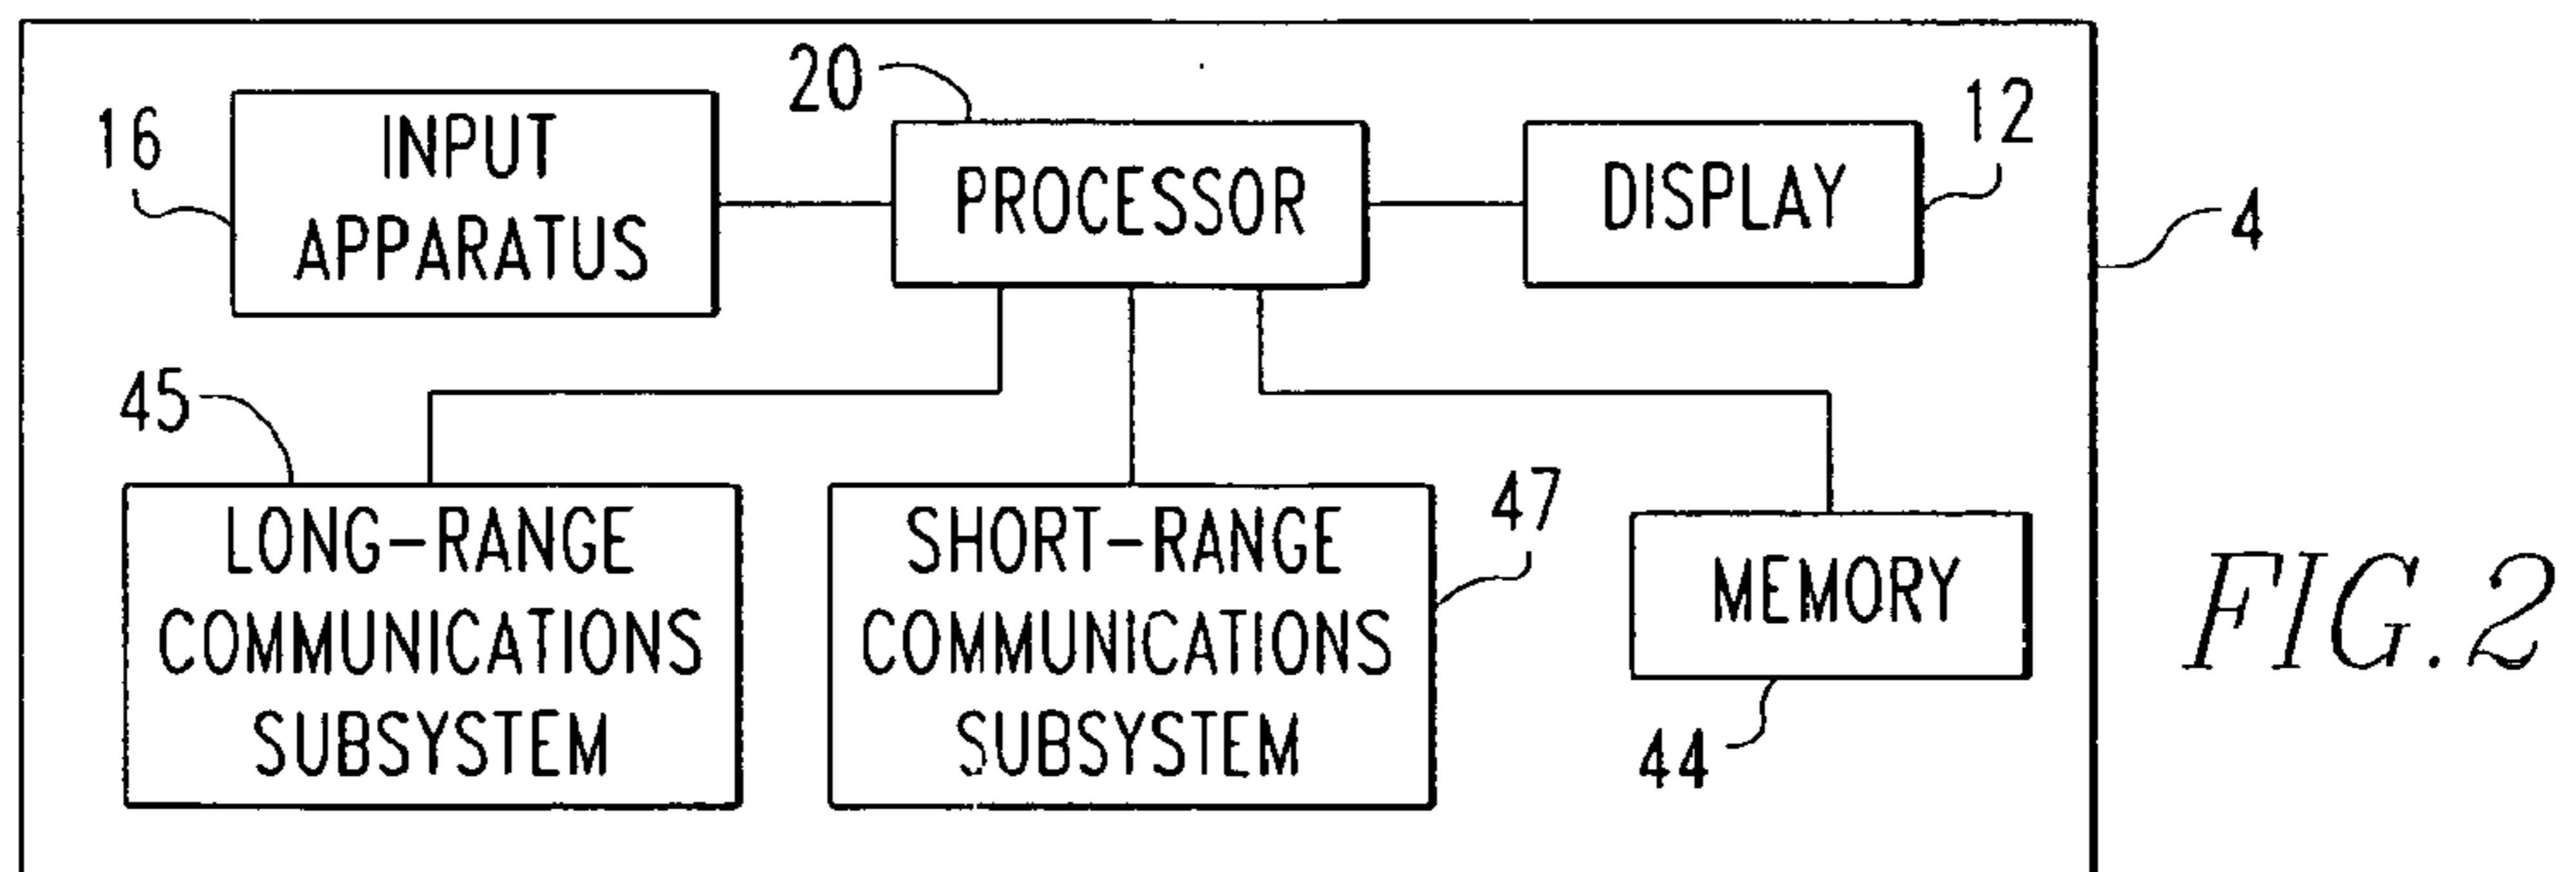 20
12
16
INPUT
APPARATUS
PROCESSOR
DISPLAY
4
45
47
LONG-RANGE
COMMUNICATIONS
SUBSYSTEM
SHORT-RANGE
COMMUNICATIONS
SUBSYSTEM
MEMORY
44
FIG.2